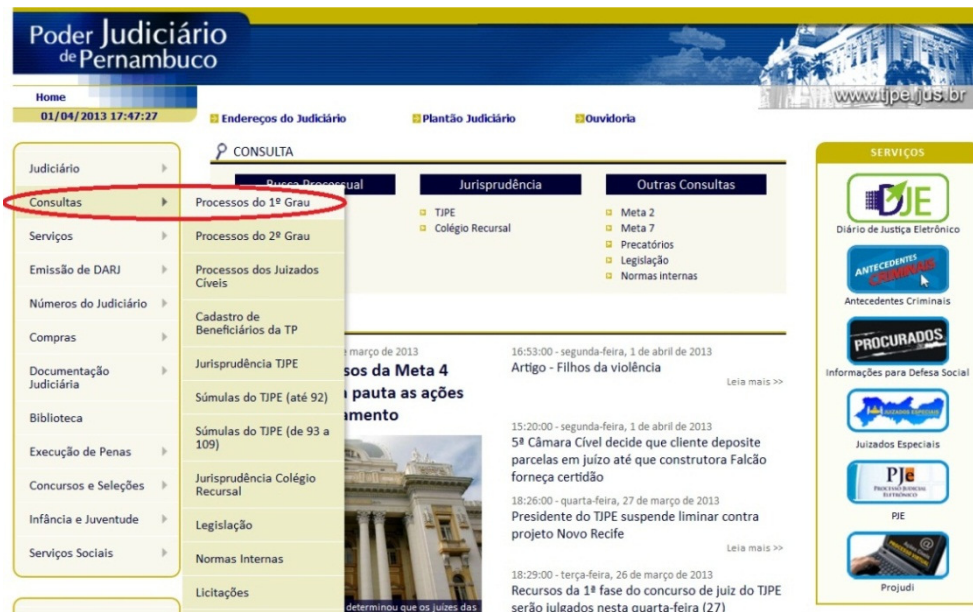 Poder Judiciário
de Pernambuco
www.tjpe.jus.br
Home
01/04/2013 17:47:27
Endereços do Judiciário
Plantão Judiciário
Ouvidoria
Judiciário
Consultas
Serviços
Emissão de DARJ
Números do Judiciário
Compras
Documentação
Judiciária
Biblioteca
Execução de Penas
Concursos e Seleções
Infância e Juventude
Serviços Sociais
Processos do 1º Grau
Processos do 2º Grau
Processos dos Juizados
Cíveis
Cadastro de
Beneficiários da TP
Jurisprudência TJPE
Súmulas do TJPE (até 92)
Súmulas do TJPE (de 93 a
109)
Jurisprudência Colégio
Recursal
Legislação
Normas Internas
Licitações
CONSULTA
Busca Processual
Jurisprudência
TJPE
Colégio Recursal
Outras Consultas
Meta 2
Meta 7
Precatórios
Legislação
Normas internas
março de 2013
sos da Meta 4
pauta as ações
amento
determinou que os juízes das
16:53:00 - segunda-feira, 1 de abril de 2013
Artigo - Filhos da violência
Leia mais >>
15:20:00 - segunda-feira, 1 de abril de 2013
5ª Câmara Cível decide que cliente deposite
parcelas em juízo até que construtora Falcão
forneça certidão
18:26:00 - quarta-feira, 27 de março de 2013
Presidente do TJPE suspende liminar contra
projeto Novo Recife
Leia mais >>
18:29:00 - terça-feira, 26 de março de 2013
Recursos da 1ª fase do concurso de juiz do TJPE
serão julgados nesta quarta-feira (27)
SERVIÇOS
DJE
Diário de Justiça Eletrônico
ANTECEDENTES
CRIMINAIS
Antecedentes Criminais
PROCURADOS
Informações para Defesa Social
JUIZADOS ESPECIAIS
Juizados Especiais
PJe
PROCESSO JUDICIAL
ELETRÔNICO
PJE
Projudi